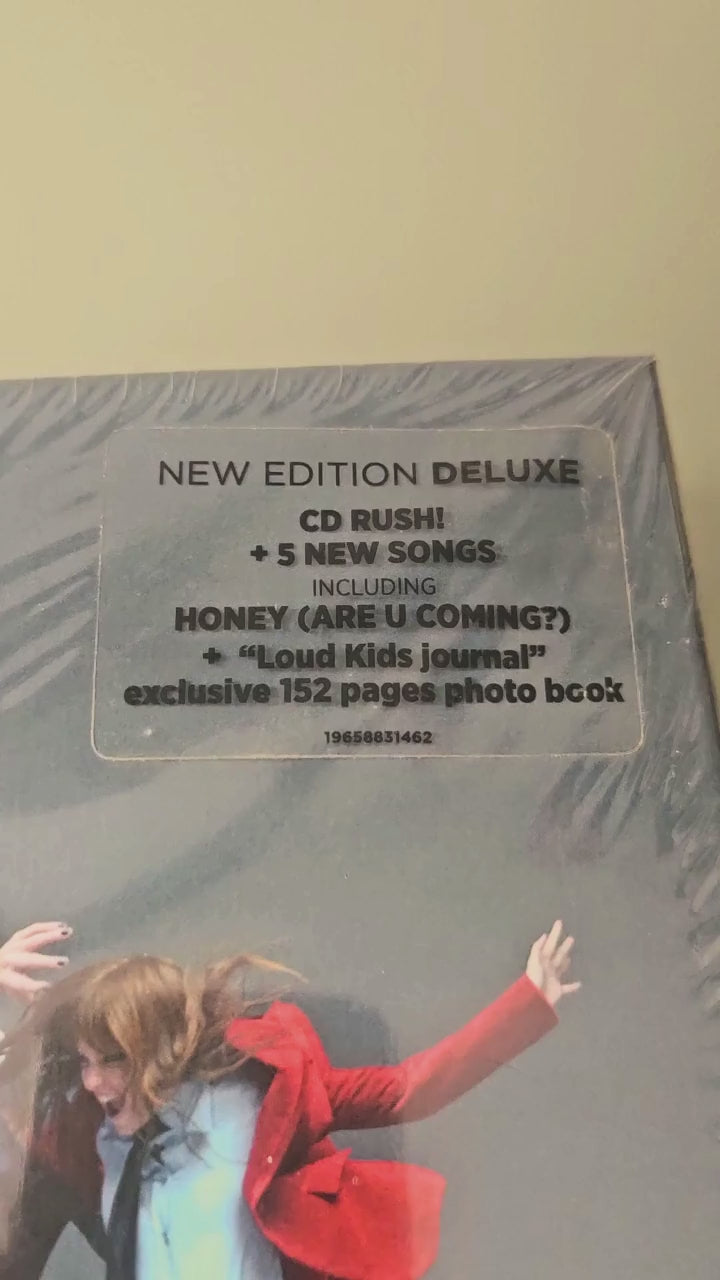 NEW EDITION DELUXE
CD RUSH!
+ 5 NEW SONGS
INCLUDING
HONEY (ARE U COMING?)
+ “Loud Kids journal”
exclusive 152 pages photo book
19658831462